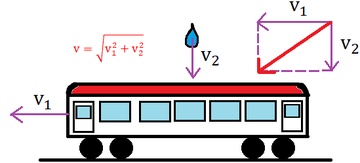 v = √v₁² + v₂²
v₁
v₂
v₂
v₁